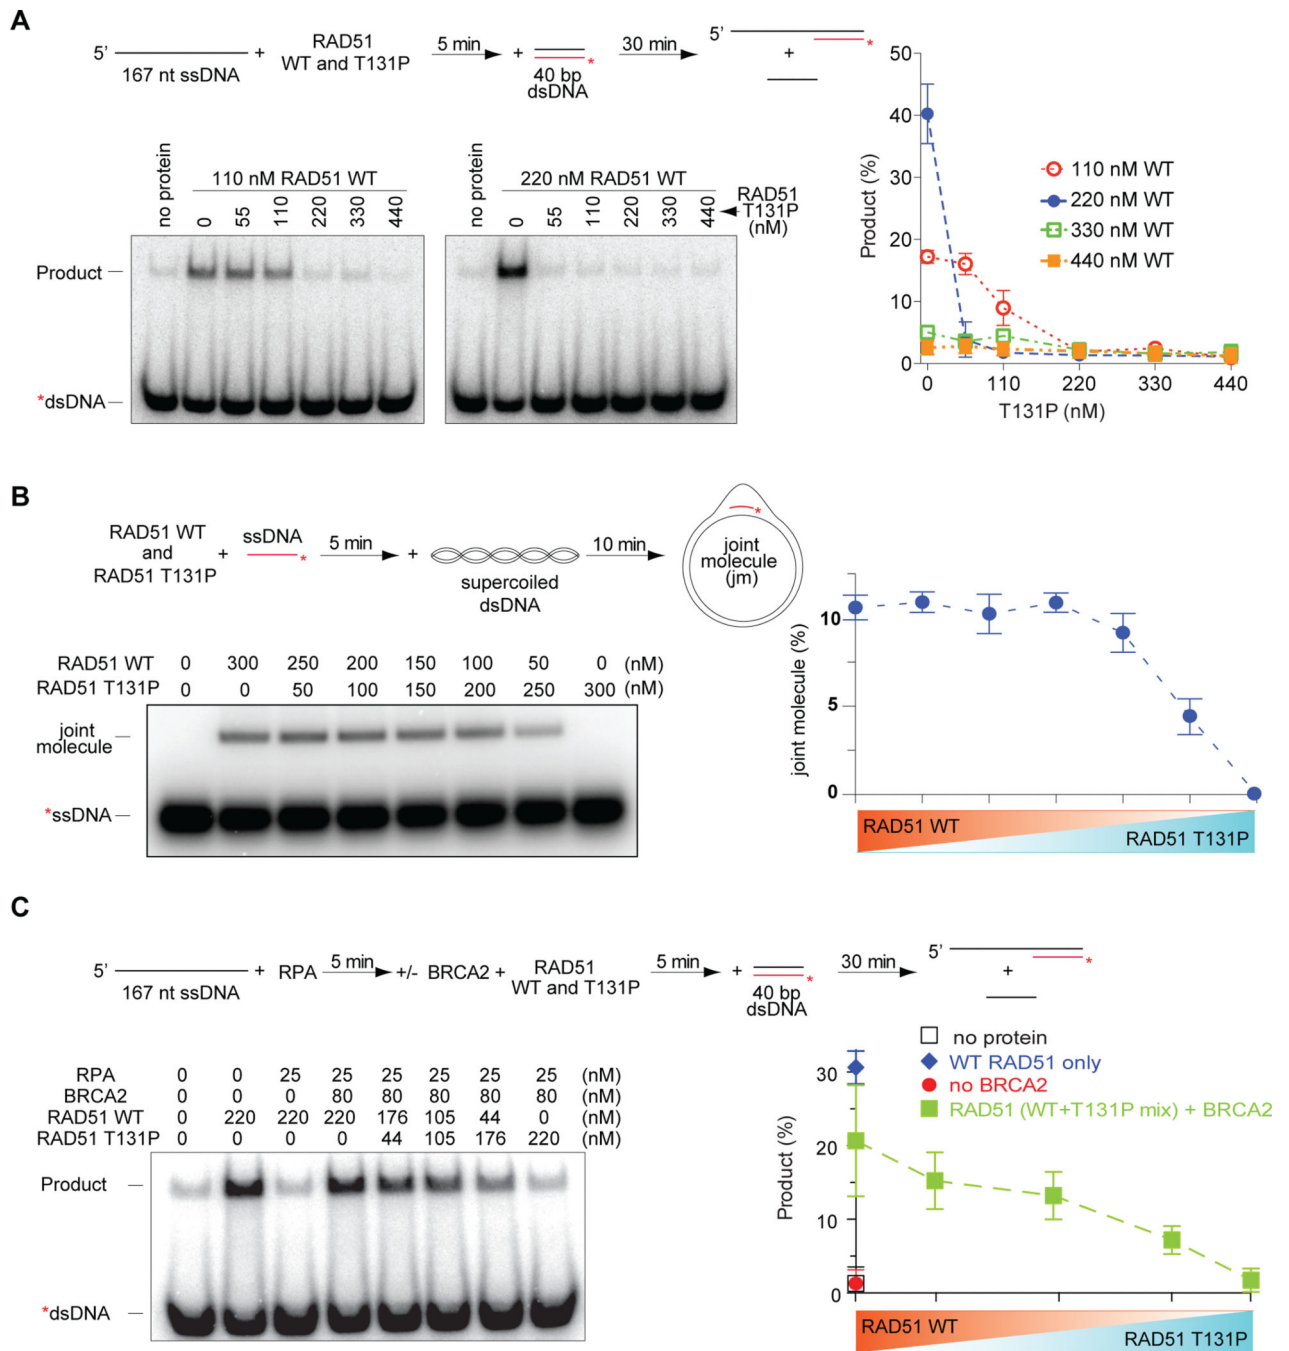 A
5’
167 nt ssDNA
+
RAD51
WT and T131P
5 min
+
*
40 bp
dsDNA
30 min
5’
*
+
no protein
110 nM RAD51 WT
0 55 110 220 330 440
no protein
220 nM RAD51 WT
0 55 110 220 330 440
RAD51
T131P
(nM)
Product
*dsDNA
Product (%)
50
40
30
20
10
0
0 110 220 330 440
T131P (nM)
110 nM WT
220 nM WT
330 nM WT
440 nM WT
B
RAD51 WT
and
RAD51 T131P
+
ssDNA
*
5 min
+
supercoiled
dsDNA
10 min
*
joint
molecule
(jm)
RAD51 WT 0 300 250 200 150 100 50 0 (nM)
RAD51 T131P 0 0 50 100 150 200 250 300 (nM)
joint
molecule
*ssDNA
joint molecule (%)
10
5
0
RAD51 WT
RAD51 T131P
C
5’
167 nt ssDNA
+ RPA
5 min
+/- BRCA2 +
RAD51
WT and T131P
5 min
+
*
40 bp
dsDNA
30 min
5’
*
+
RPA 0 0 25 25 25 25 25 25 (nM)
BRCA2 0 0 0 80 80 80 80 80 (nM)
RAD51 WT 0 220 220 220 176 105 44 0 (nM)
RAD51 T131P 0 0 0 0 44 105 176 220 (nM)
Product
*dsDNA
no protein
WT RAD51 only
no BRCA2
RAD51 (WT+T131P mix) + BRCA2
Product (%)
30
20
10
0
RAD51 WT
RAD51 T131P